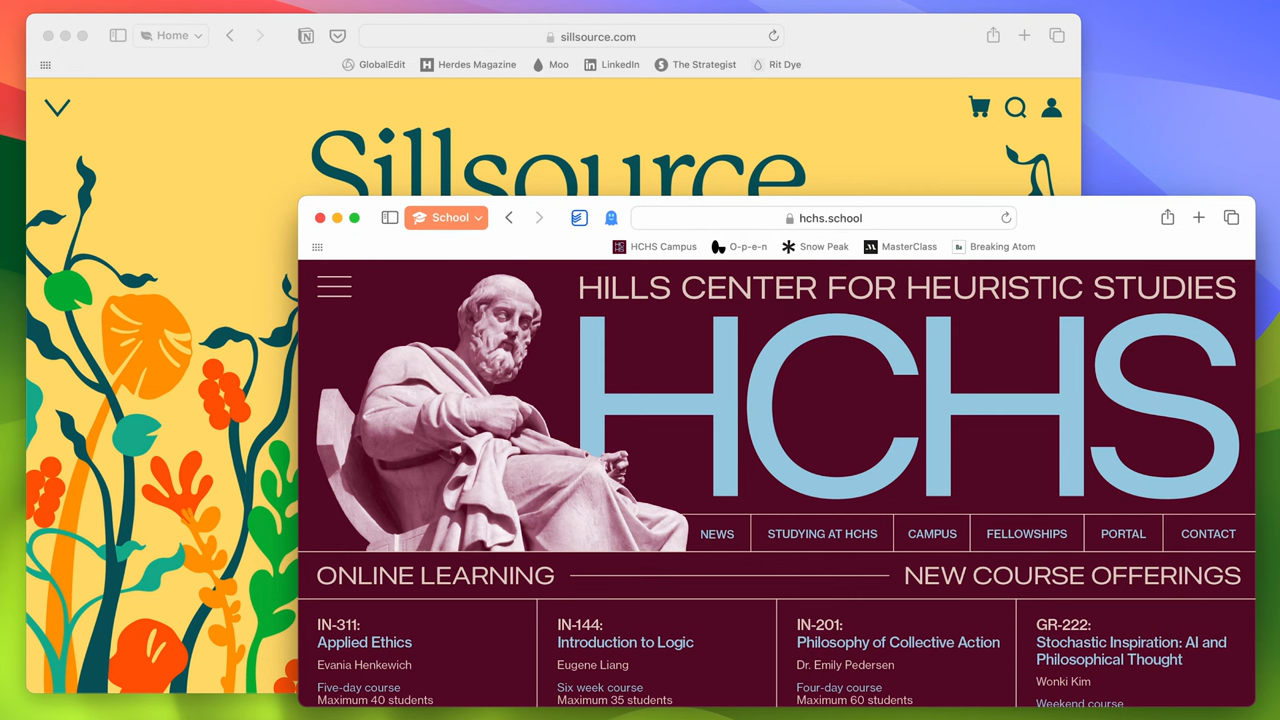 Home
sillsource.com
GlobalEdit
Herdes Magazine
Moo
LinkedIn
The Strategist
Rit Dye
Sillsource
School
hchs.school
HCHS Campus
O-p-e-n
Snow Peak
MasterClass
Breaking Atom
HILLS CENTER FOR HEURISTIC STUDIES
HCHS
NEWS
STUDYING AT HCHS
CAMPUS
FELLOWSHIPS
PORTAL
CONTACT
ONLINE LEARNING
NEW COURSE OFFERINGS
IN-311:
Applied Ethics
Evania Henkewich
Five-day course
Maximum 40 students
IN-144:
Introduction to Logic
Eugene Liang
Six week course
Maximum 35 students
IN-201:
Philosophy of Collective Action
Dr. Emily Pedersen
Four-day course
Maximum 60 students
GR-222:
Stochastic Inspiration: AI and
Philosophical Thought
Wonki Kim
Weekend course